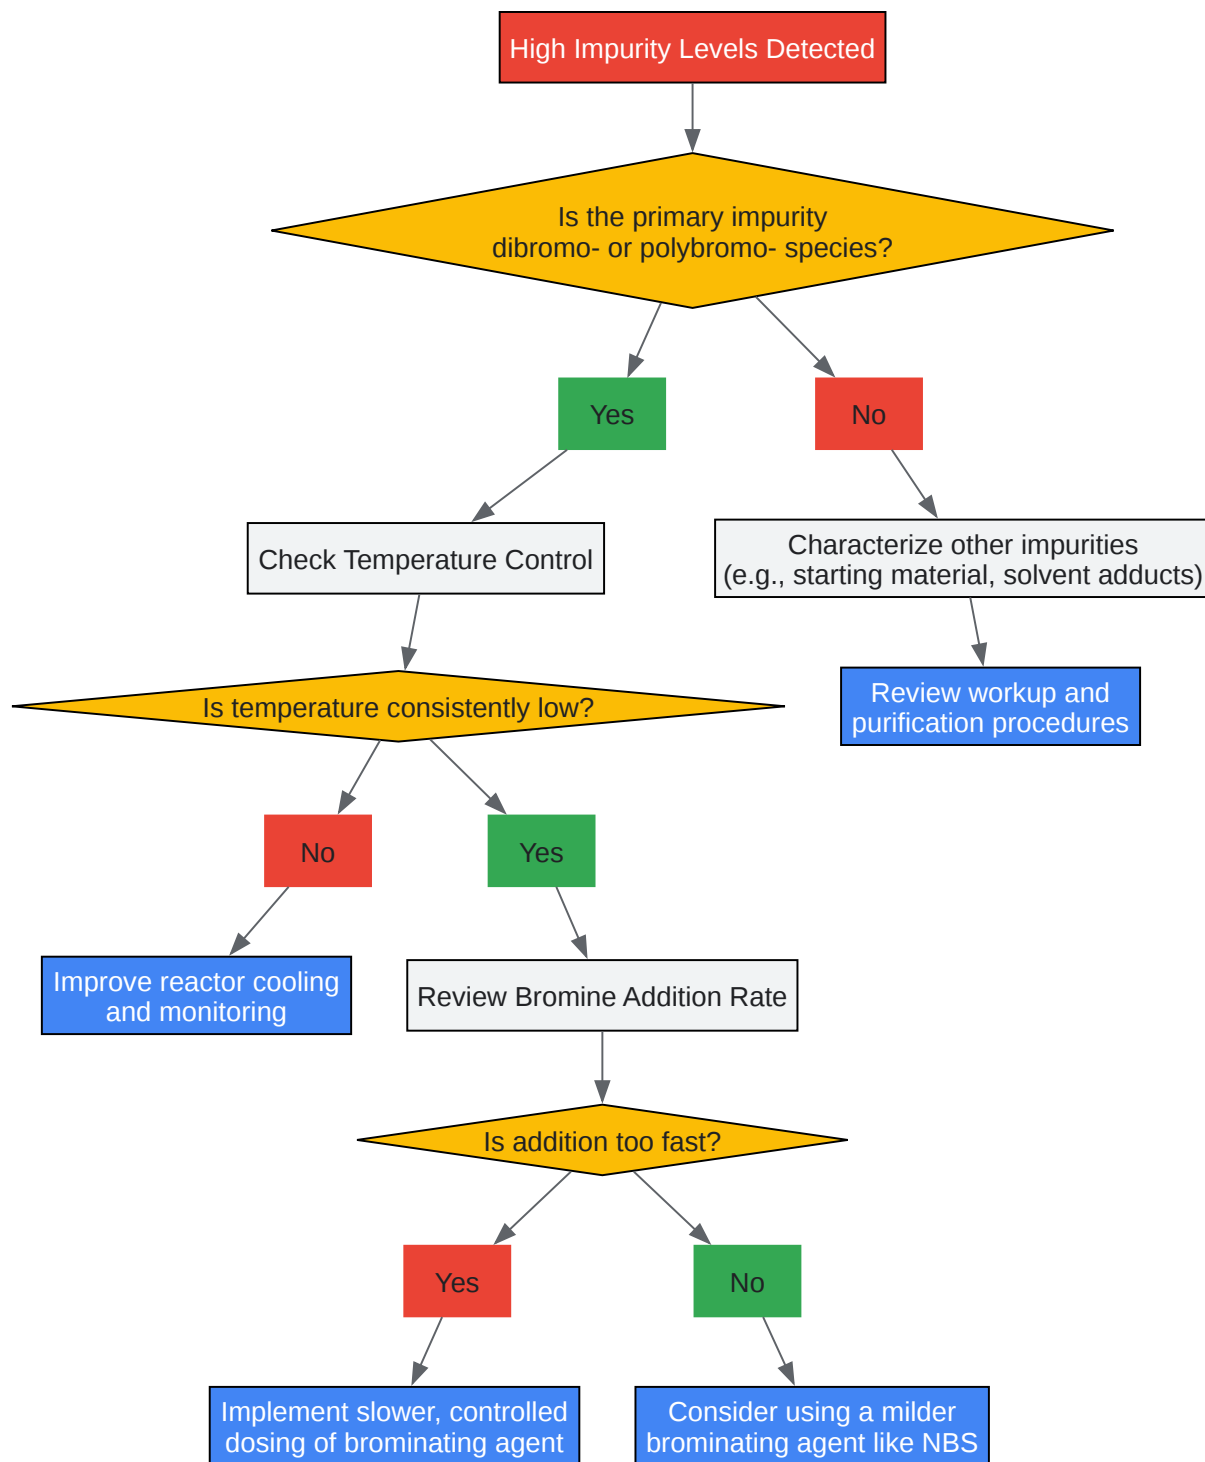 High Impurity Levels Detected
Is the primary impurity
dibromo- or polybromo- species?
Yes
No
Check Temperature Control
Characterize other impurities
(e.g., starting material, solvent adducts)
Is temperature consistently low?
Review workup and
purification procedures
No
Yes
Improve reactor cooling
and monitoring
Review Bromine Addition Rate
Is addition too fast?
Yes
No
Implement slower, controlled
dosing of brominating agent
Consider using a milder
brominating agent like NBS